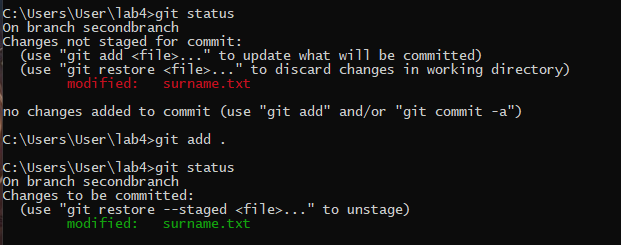 C:\Users\User\lab4>git status
On branch secondbranch
Changes not staged for commit:
  (use "git add <file>..." to update what will be committed)
  (use "git restore <file>..." to discard changes in working directory)
        modified:   surname.txt

no changes added to commit (use "git add" and/or "git commit -a")

C:\Users\User\lab4>git add .

C:\Users\User\lab4>git status
On branch secondbranch
Changes to be committed:
  (use "git restore --staged <file>..." to unstage)
        modified:   surname.txt